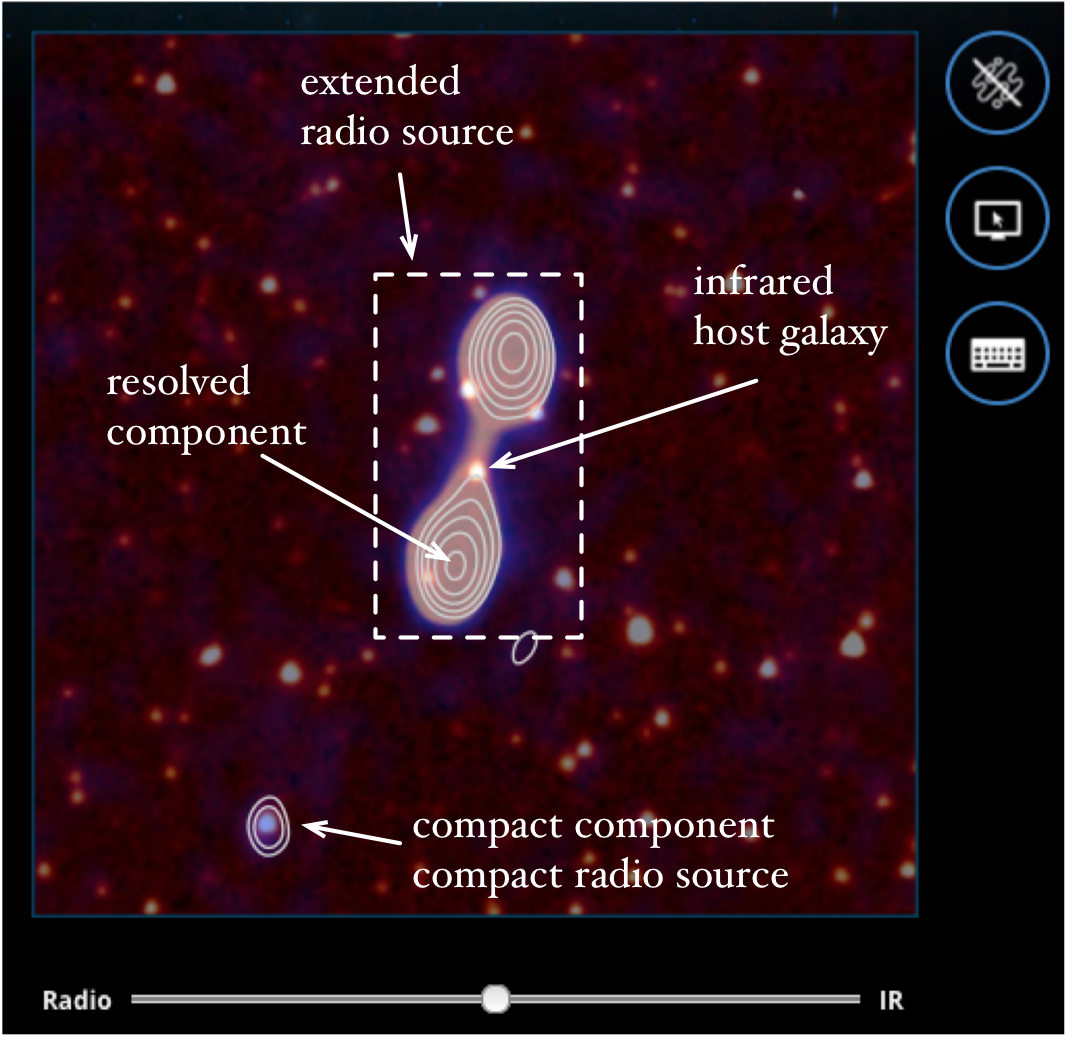 extended
radio source
infrared
host galaxy
resolved
component
compact component
compact radio source
Radio
IR